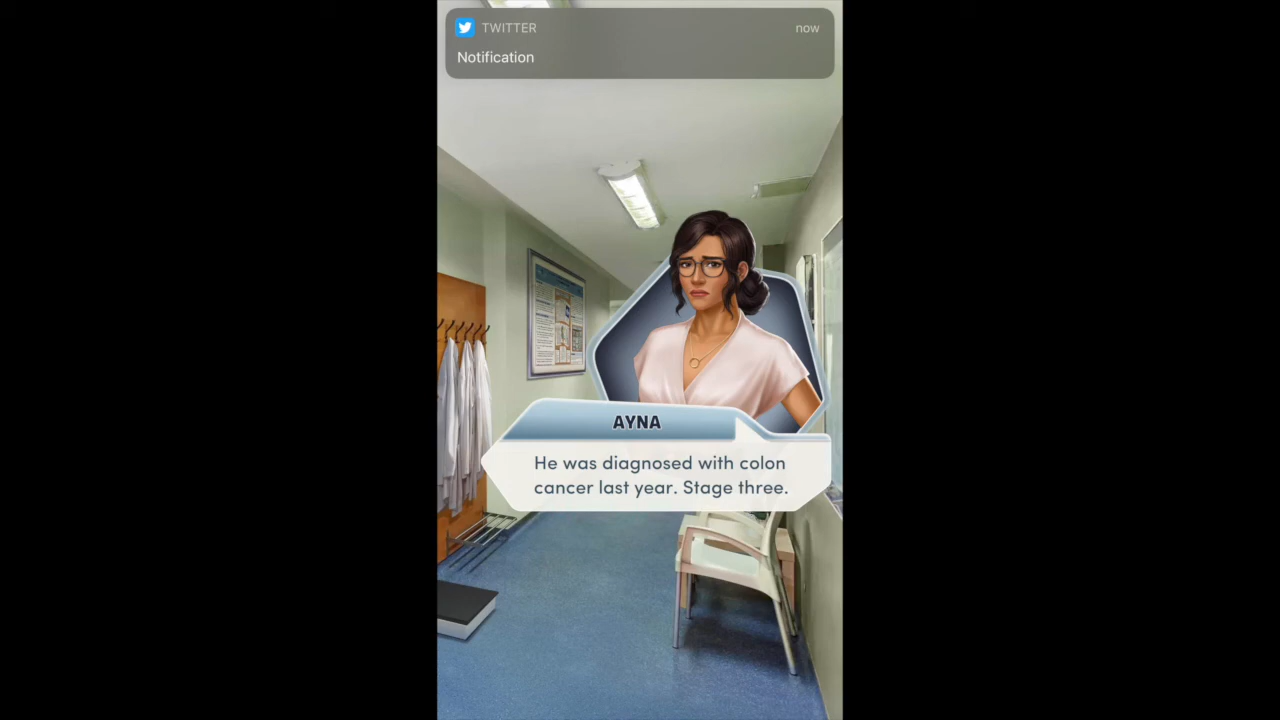 TWITTER
now
Notification
AYNA
He was diagnosed with colon
cancer last year. Stage three.